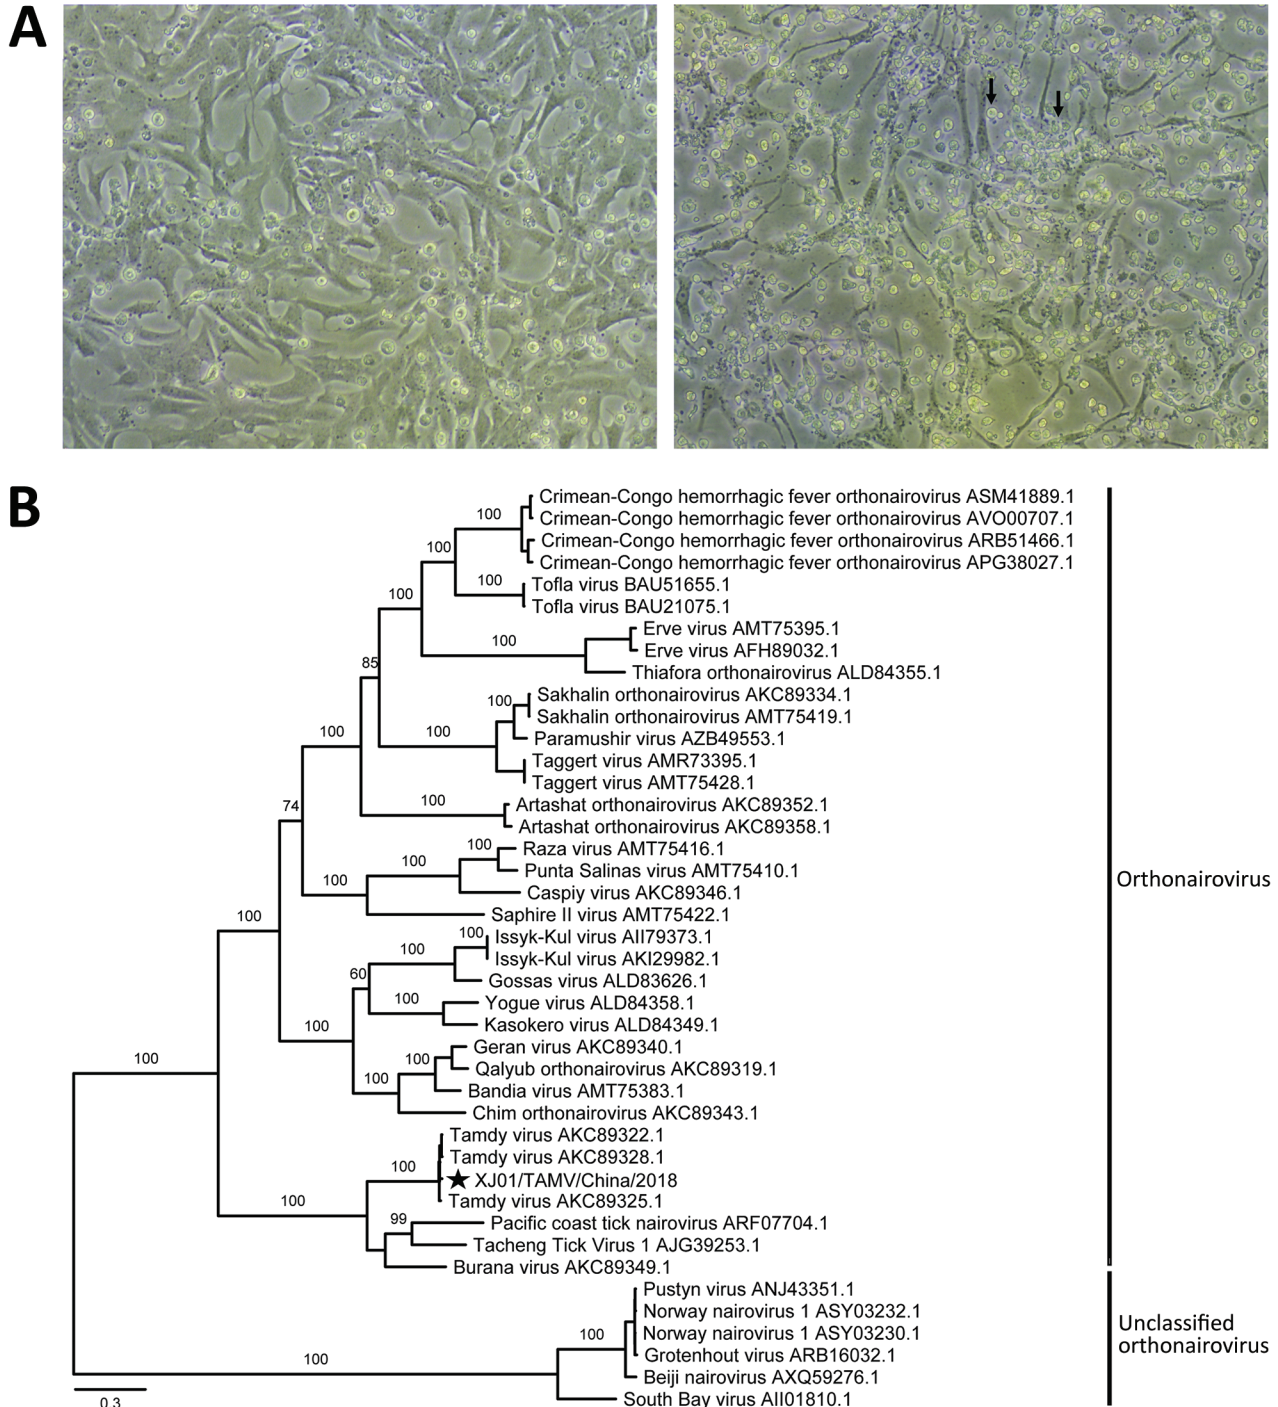 A
B
100
Crimean-Congo hemorrhagic fever orthonairovirus ASM41889.1
Crimean-Congo hemorrhagic fever orthonairovirus AVO00707.1
100
Crimean-Congo hemorrhagic fever orthonairovirus ARB51466.1
Crimean-Congo hemorrhagic fever orthonairovirus APG38027.1
100
Tofla virus BAU51655.1
100
Tofla virus BAU21075.1
Erve virus AMT75395.1
100
Erve virus AFH89032.1
85
Thiafora orthonairovirus ALD84355.1
100
Sakhalin orthonairovirus AKC89334.1
Sakhalin orthonairovirus AMT75419.1
100
100
Paramushir virus AZB49553.1
Taggert virus AMR73395.1
Taggert virus AMT75428.1
74
100
Artashat orthonairovirus AKC89352.1
Artashat orthonairovirus AKC89358.1
100
Raza virus AMT75416.1
100
Punta Salinas virus AMT75410.1
100
Caspiy virus AKC89346.1
Orthonairovirus
100
Saphire II virus AMT75422.1
100
Issyk-Kul virus AII79373.1
100
Issyk-Kul virus AKI29982.1
60
Gossas virus ALD83626.1
100
Yogue virus ALD84358.1
100
Kasokero virus ALD84349.1
Geran virus AKC89340.1
100
100
Qalyub orthonairovirus AKC89319.1
100
Bandia virus AMT75383.1
Chim orthonairovirus AKC89343.1
Tamdy virus AKC89322.1
Tamdy virus AKC89328.1
100
★ XJ01/TAMV/China/2018
100
Tamdy virus AKC89325.1
99
Pacific coast tick nairovirus ARF07704.1
Tacheng Tick Virus 1 AJG39253.1
Burana virus AKC89349.1
Pustyn virus ANJ43351.1
Norway nairovirus 1 ASY03232.1
100
Norway nairovirus 1 ASY03230.1
Unclassified
orthonairovirus
100
Grotenhout virus ARB16032.1
Beiji nairovirus AXQ59276.1
South Bay virus AII01810.1
0.3